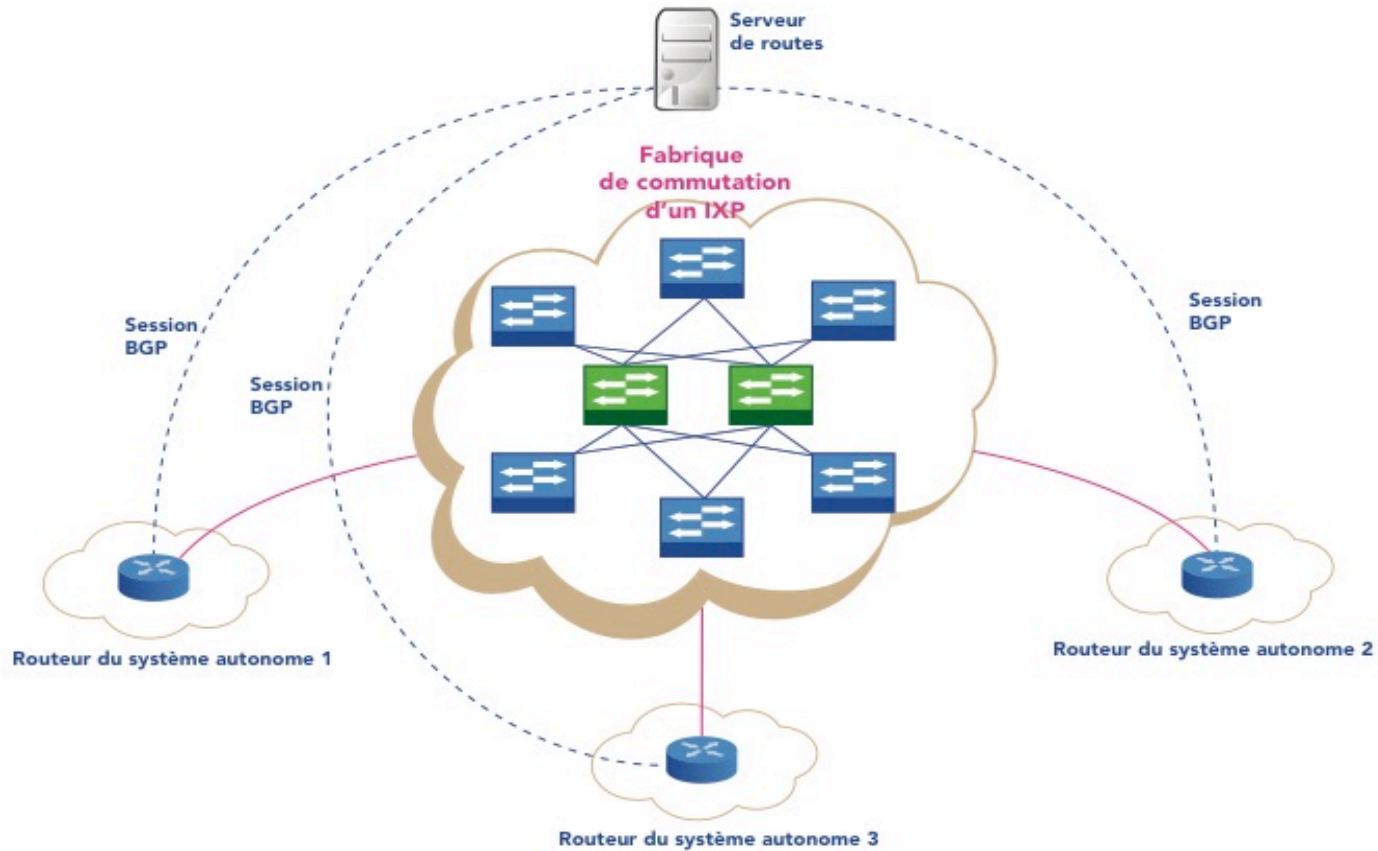 Serveur
de routes
Fabrique
de commutation
d'un IXP
Session
BGP
Session
BGP
Session
BGP
Routeur du système autonome 1
Routeur du système autonome 2
Routeur du système autonome 3